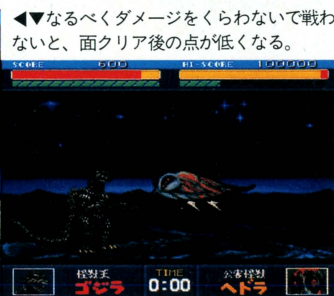 ◀▼なるべくダメージをくらわないで戦わ
ないと、面クリア後の点が低くなる。
SCORE 600 HI-SCORE 100000
怪獣王 TIME 公害怪獣
ゴジラ 0:00 ヘドラ